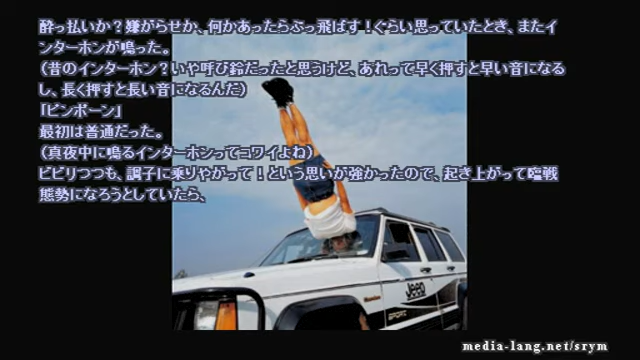 酔っ払いか？嫌がらせか、何かあったらぶっ飛ばす！ぐらい思っていたとき、またイ
ンターホンが鳴った。
（昔のインターホン？いや呼び鈴だったと思うけど、あれって早く押すと早い音になる
し、長く押すと長い音になるんだ）
「ピンポーン」
最初は普通だった。
（真夜中に鳴るインターホンってコワイよね）
ビビりつつも、調子に乗りやがって！という思いが強かったので、起き上がって臨戦
態勢になろうとしていたら、
Jeep
SPORT
media-lang.net/srym